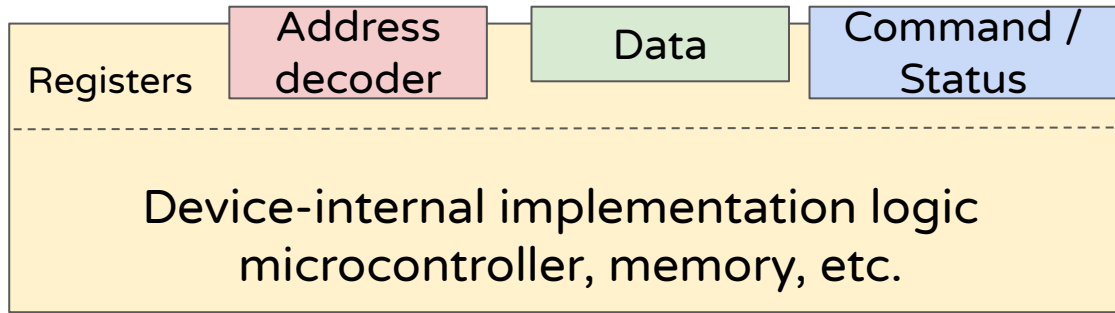 Registers
Address
decoder
Data
Command /
Status
Device-internal implementation logic
microcontroller, memory, etc.